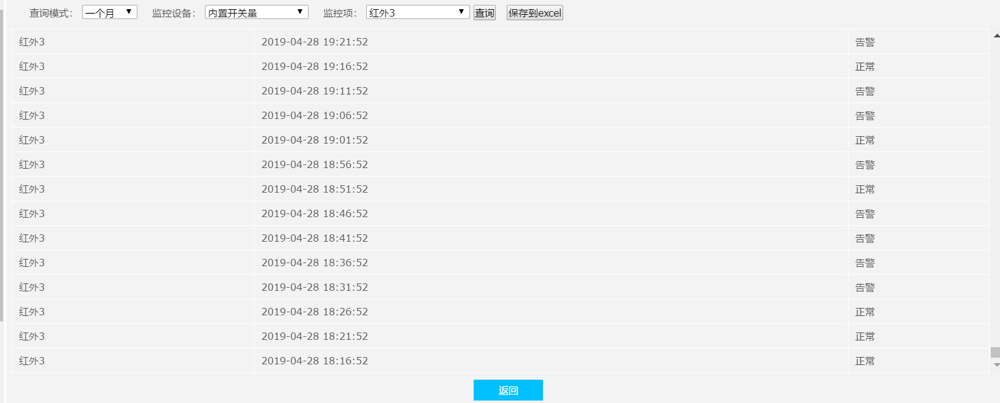 查询模式： 一个月 监控设备： 内置开关量 监控项： 红外3 查询 保存到excel
红外3 2019-04-28 19:21:52 告警
红外3 2019-04-28 19:16:52 正常
红外3 2019-04-28 19:11:52 告警
红外3 2019-04-28 19:06:52 告警
红外3 2019-04-28 19:01:52 正常
红外3 2019-04-28 18:56:52 告警
红外3 2019-04-28 18:51:52 正常
红外3 2019-04-28 18:46:52 告警
红外3 2019-04-28 18:41:52 告警
红外3 2019-04-28 18:36:52 告警
红外3 2019-04-28 18:31:52 告警
红外3 2019-04-28 18:26:52 正常
红外3 2019-04-28 18:21:52 正常
红外3 2019-04-28 18:16:52 正常
返回